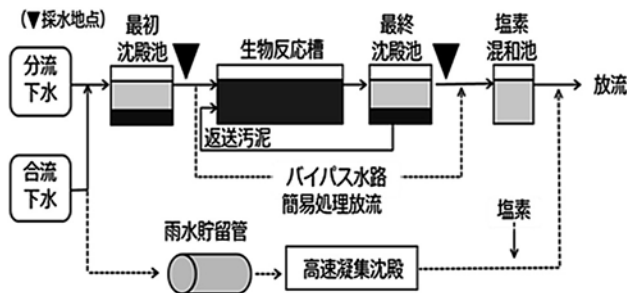 (▼採水地点)
最初
沈殿池
生物反応槽
最終
沈殿池
塩素
混和池
分流
下水
放流
返送汚泥
合流
下水
バイパス水路
簡易処理放流
塩素
雨水貯留管
高速凝集沈殿